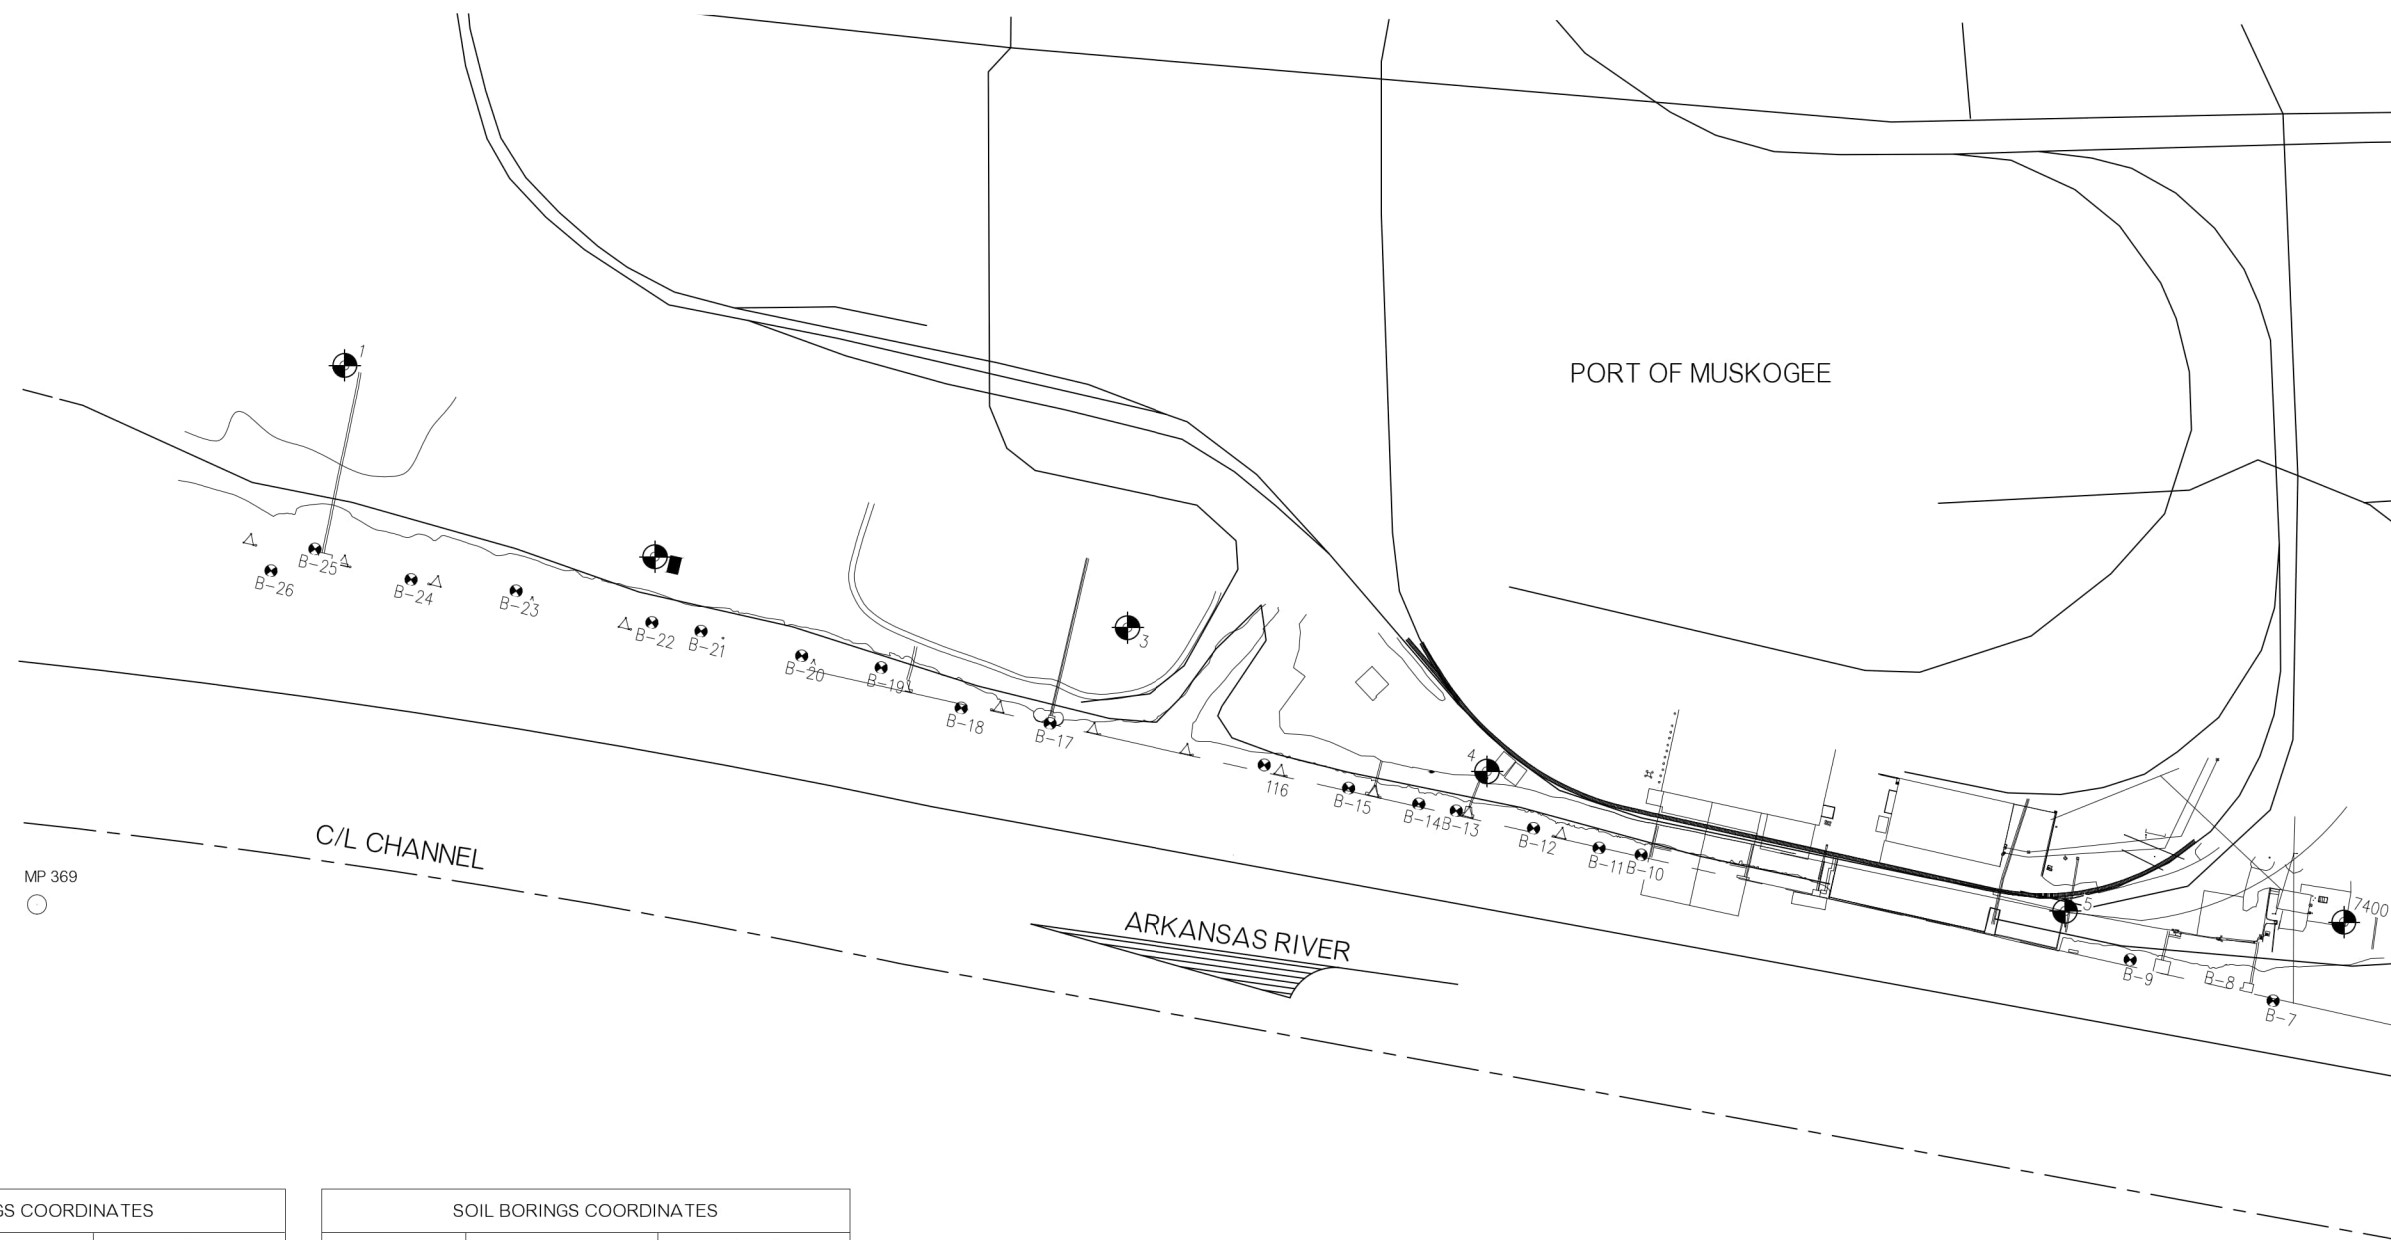 PORT OF MUSKOGEE
1
B-25
B-26
B-24
B-23
B-22
B-21
3
B-20
B-19
B-18
B-17
4
116
B-15
B-14
B-13
B-12
B-11
B-10
5
7400
B-9
B-8
B-7
C/L CHANNEL
MP 369
ARKANSAS RIVER
GS COORDINATES
SOIL BORINGS COORDINATES